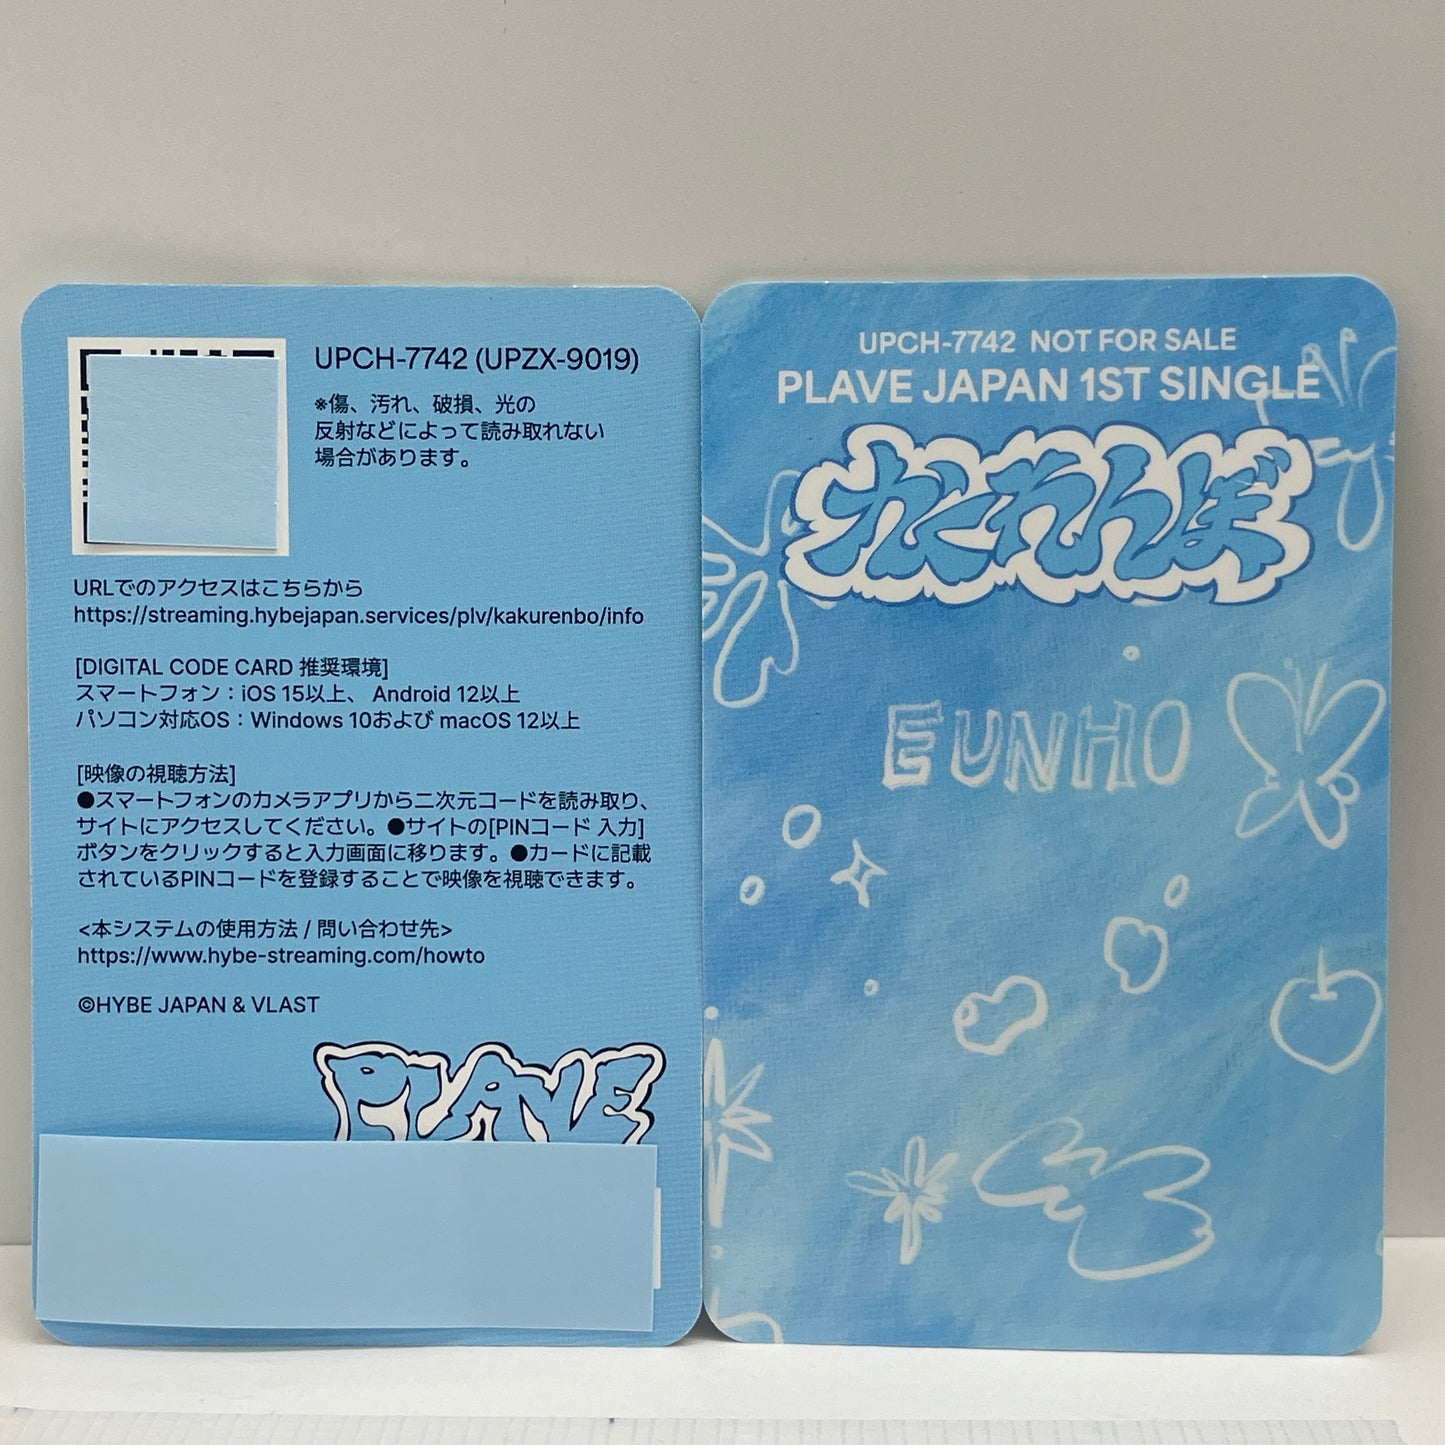 UPCH-7742 (UPZX-9019)
※傷、汚れ、破損、光の
反射などによって読み取れない
場合があります。
URLでのアクセスはこちらから
https://streaming.hybejapan.services/plv/kakurenbo/info
[DIGITAL CODE CARD 推奨環境]
スマートフォン：iOS 15以上、 Android 12以上
パソコン対応OS：Windows 10および macOS 12以上
[映像の視聴方法]
●スマートフォンのカメラアプリから二次元コードを読み取り、
サイトにアクセスしてください。●サイトの[PINコード 入力]
ボタンをクリックすると入力画面に移ります。●カードに記載
されているPINコードを登録することで映像を視聴できます。
<本システムの使用方法 / 問い合わせ先>
https://www.hybe-streaming.com/howto
©HYBE JAPAN & VLAST
PLAVE
UPCH-7742 NOT FOR SALE
PLAVE JAPAN 1ST SINGLE
かくれんぼ
EUNHO